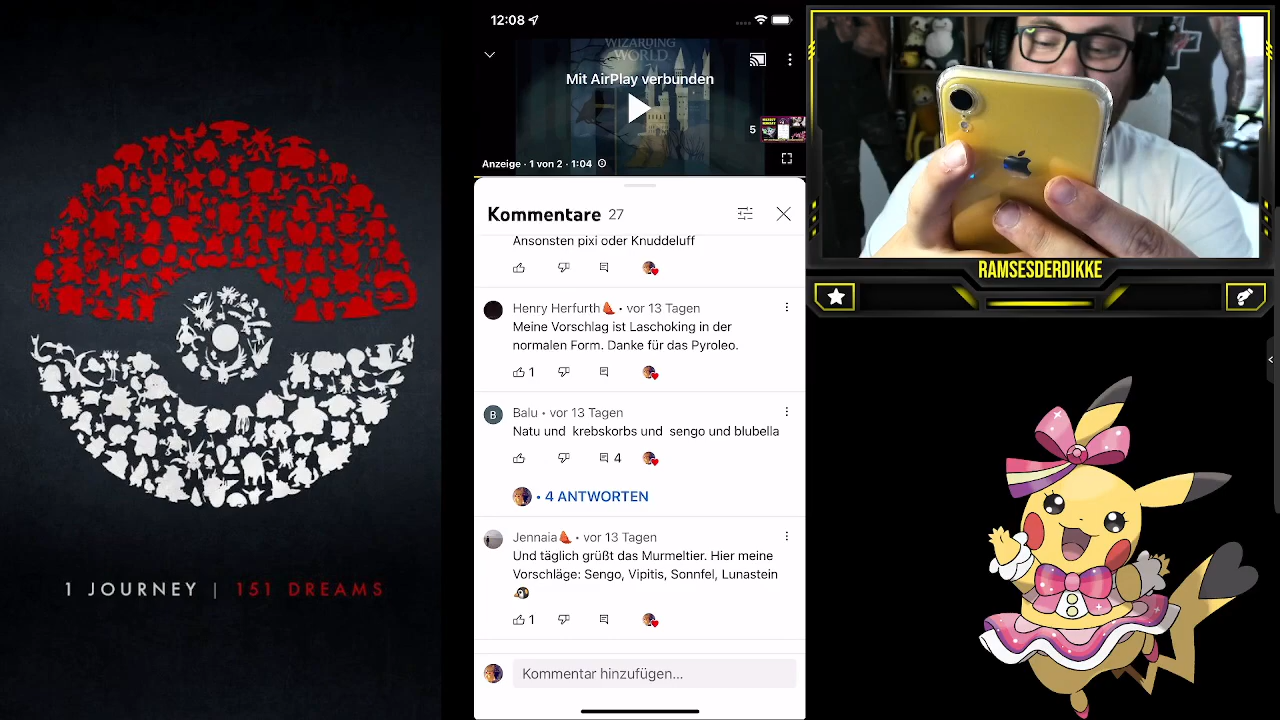 12:08
WIZARDING
WORLD
Mit AirPlay verbunden
5
Anzeige · 1 von 2 · 1:04
Kommentare 27
Ansonsten pixi oder Knuddeluff
Henry Herfurth · vor 13 Tagen
Meine Vorschlag ist Laschoking in der
normalen Form. Danke für das Pyroleo.
1
B
Balu · vor 13 Tagen
Natu und krebskorbs und sengo und blubella
4
• 4 ANTWORTEN
Jennaia · vor 13 Tagen
Und täglich grüßt das Murmeltier. Hier meine
Vorschläge: Sengo, Vipitis, Sonnfel, Lunastein
1
Kommentar hinzufügen...
1 JOURNEY | 151 DREAMS
RAMSESDERDIKKE